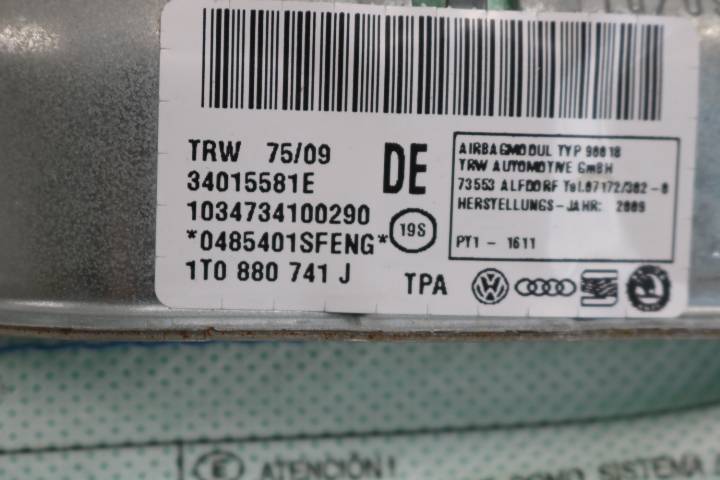 TRW 75/09
34015581E
1034734100290
*0485401SFENG*
1T0 880 741 J
DE
19S
TPA
AIRBAGMODUL TYP
TRW AUTOMOTIVE GmbH
73553 ALFDORF Tel.07172/302-0
HERSTELLUNGS-JAHR: 2009
PT1 - 1611
E ATENCIÓN!
SISTEMA